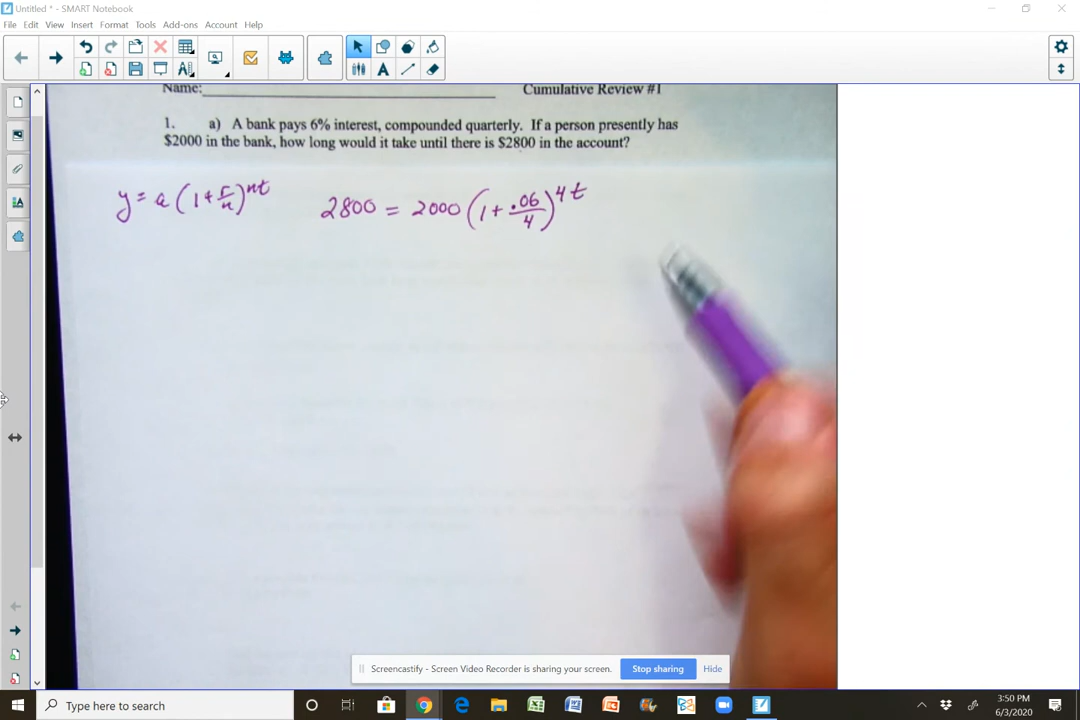 Untitled * - SMART Notebook
File Edit View Insert Format Tools Add-ons Account Help
Name: Cumulative Review #1
1. a) A bank pays 6% interest, compounded quarterly. If a person presently has
$2000 in the bank, how long would it take until there is $2800 in the account?
y = a (1 + r/n)^nt 2800 = 2000 (1 + .06/4)^4t
Screencastify - Screen Video Recorder is sharing your screen. Stop sharing Hide
Type here to search
3:50 PM
6/3/2020